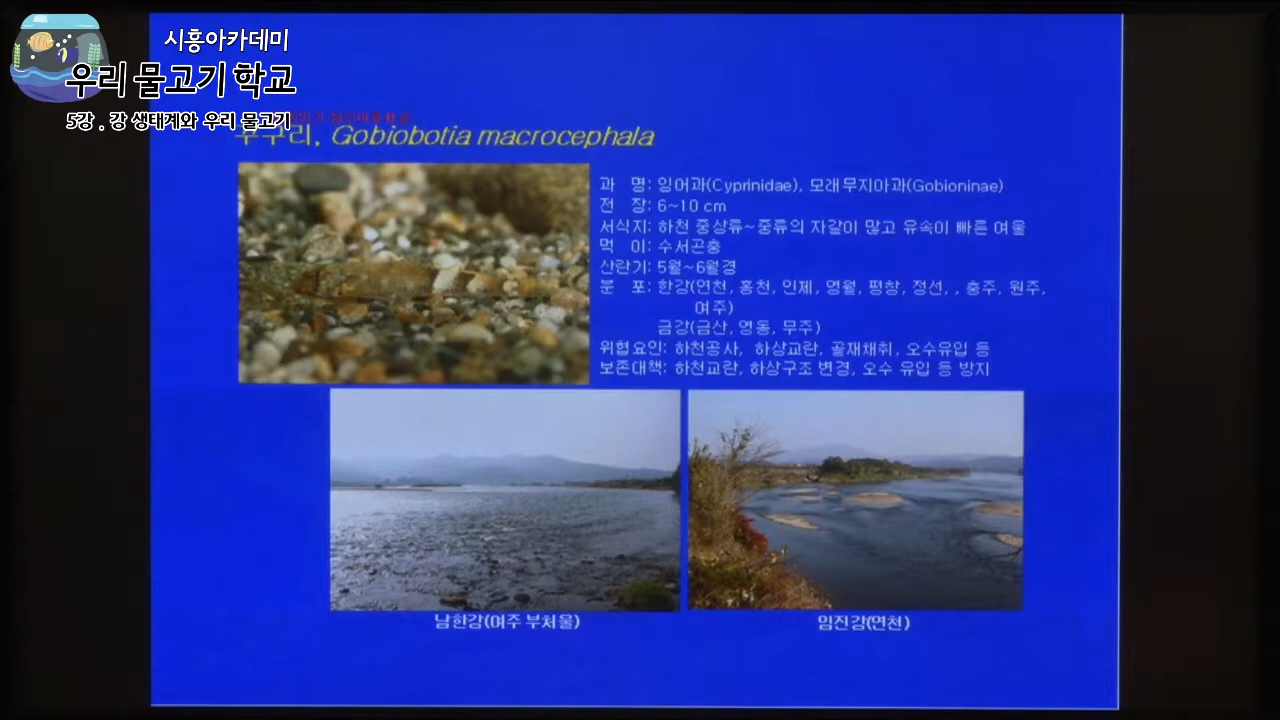 시흥아카데미
우리 물고기 학교
5강 . 강 생태계와 우리 물고기
꾸구리, Gobiobotia macrocephala
과 명: 잉어과(Cyprinidae), 모래무지아과(Gobioninae)
전 장: 6~10 cm
서식지: 하천 중상류~중류의 자갈이 많고 유속이 빠른 여울
먹 이: 수서곤충
산란기: 5월~6월경
분 포: 한강(연천, 홍천, 인제, 영월, 평창, 정선, , 충주, 원주,
여주)
금강(금산, 영동, 무주)
위협요인: 하천공사, 하상교란, 골재채취, 오수유입 등
보존대책: 하천교란, 하상구조 변경, 오수 유입 등 방지
남한강(여주 부처울)
임진강(연천)